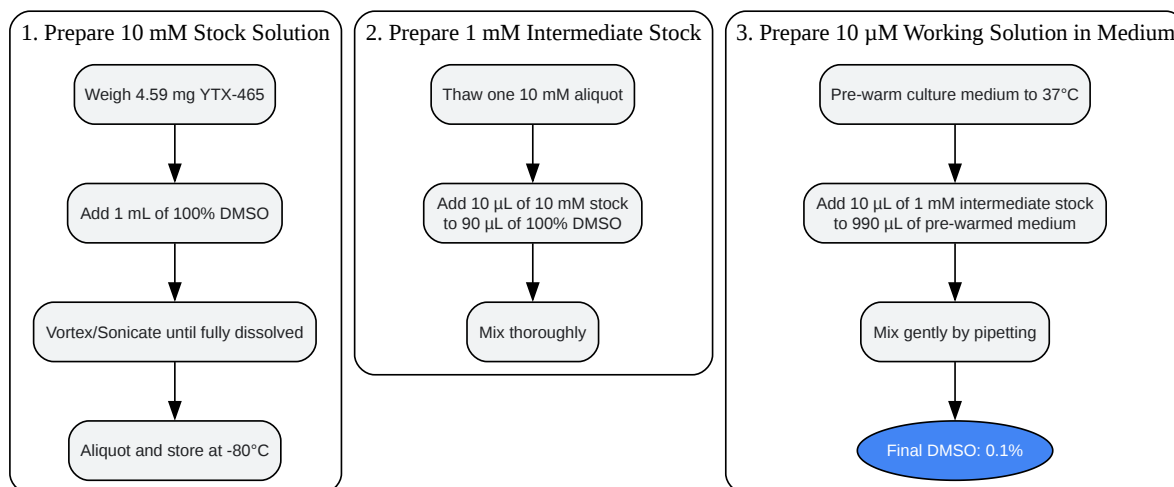 1. Prepare 10 mM Stock Solution
Weigh 4.59 mg YTX-465
Add 1 mL of 100% DMSO
Vortex/Sonicate until fully dissolved
Aliquot and store at -80°C
2. Prepare 1 mM Intermediate Stock
Thaw one 10 mM aliquot
Add 10 µL of 10 mM stock
to 90 µL of 100% DMSO
Mix thoroughly
3. Prepare 10 µM Working Solution in Medium
Pre-warm culture medium to 37°C
Add 10 µL of 1 mM intermediate stock
to 990 µL of pre-warmed medium
Mix gently by pipetting
Final DMSO: 0.1%